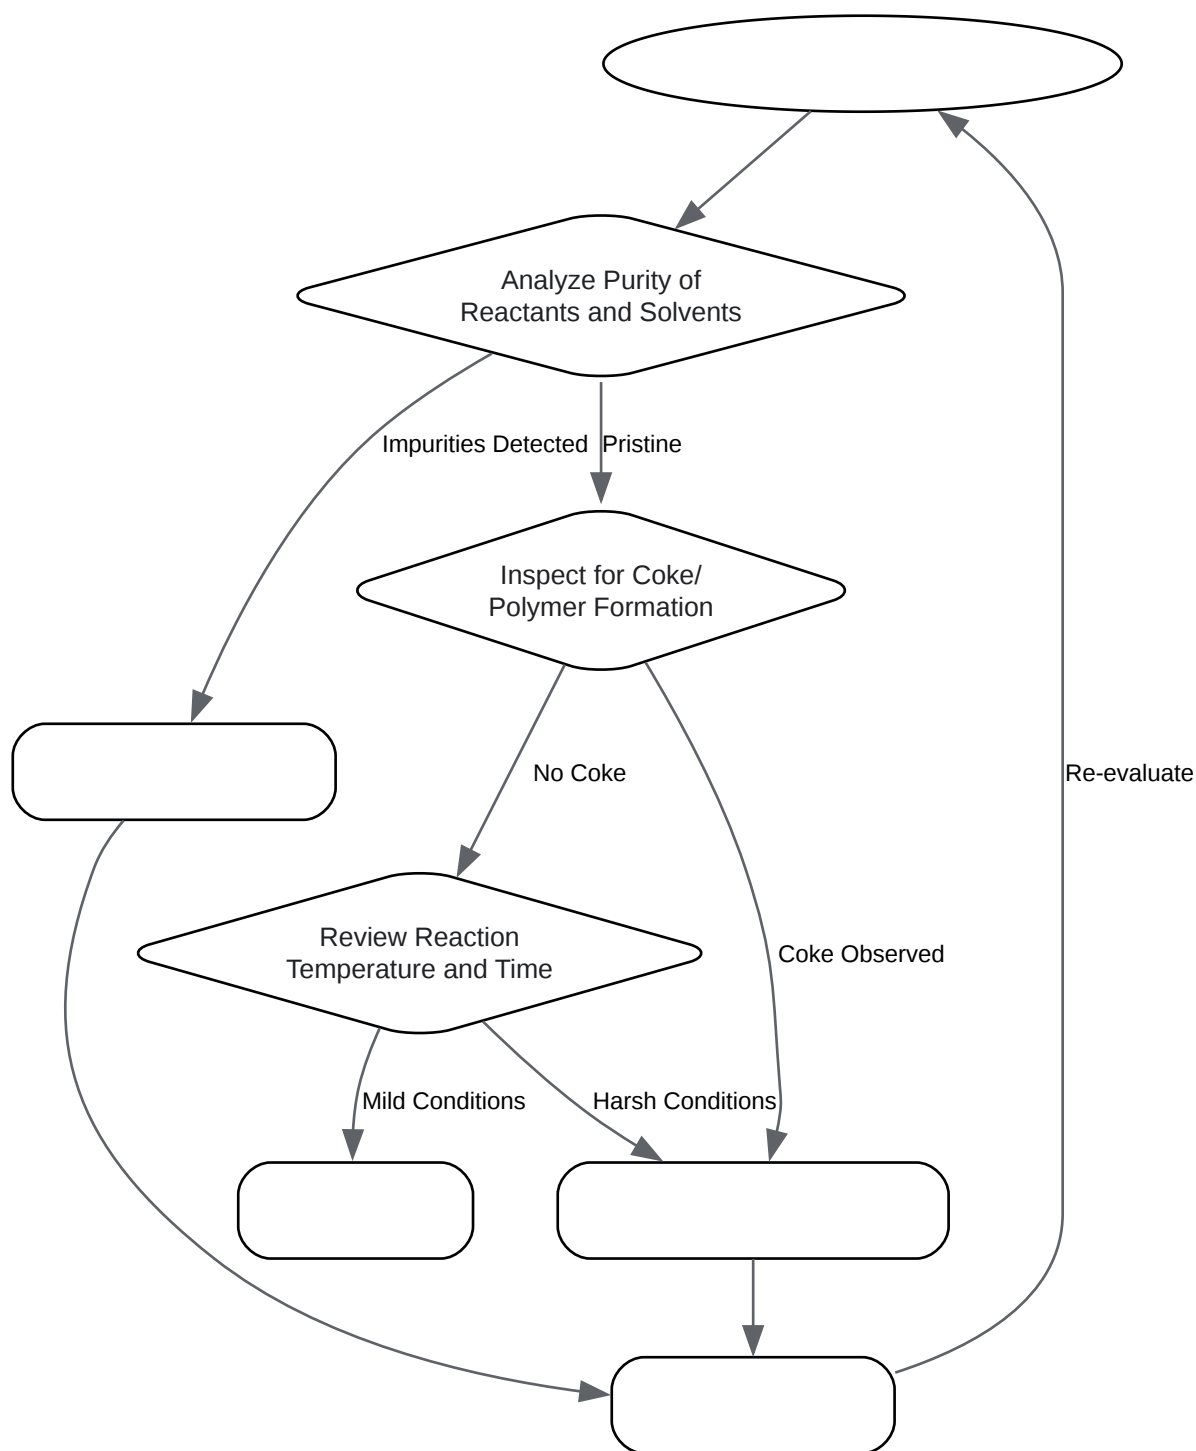 Analyze Purity of
Reactants and Solvents
Impurities Detected
Pristine
Inspect for Coke/
Polymer Formation
No Coke
Re-evaluate
Review Reaction
Temperature and Time
Coke Observed
Mild Conditions
Harsh Conditions